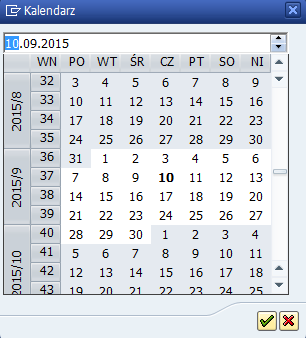 Kalendarz
10.09.2015
WN PO WT ŚR CZ PT SO NI
2015/8
32 3 4 5 6 7 8 9
33 10 11 12 13 14 15 16
34 17 18 19 20 21 22 23
35 24 25 26 27 28 29 30
2015/9
36 31 1 2 3 4 5 6
37 7 8 9 10 11 12 13
38 14 15 16 17 18 19 20
39 21 22 23 24 25 26 27
40 28 29 30 1 2 3 4
2015/10
41 5 6 7 8 9 10 11
42 12 13 14 15 16 17 18
43 19 20 21 22 23 24 25